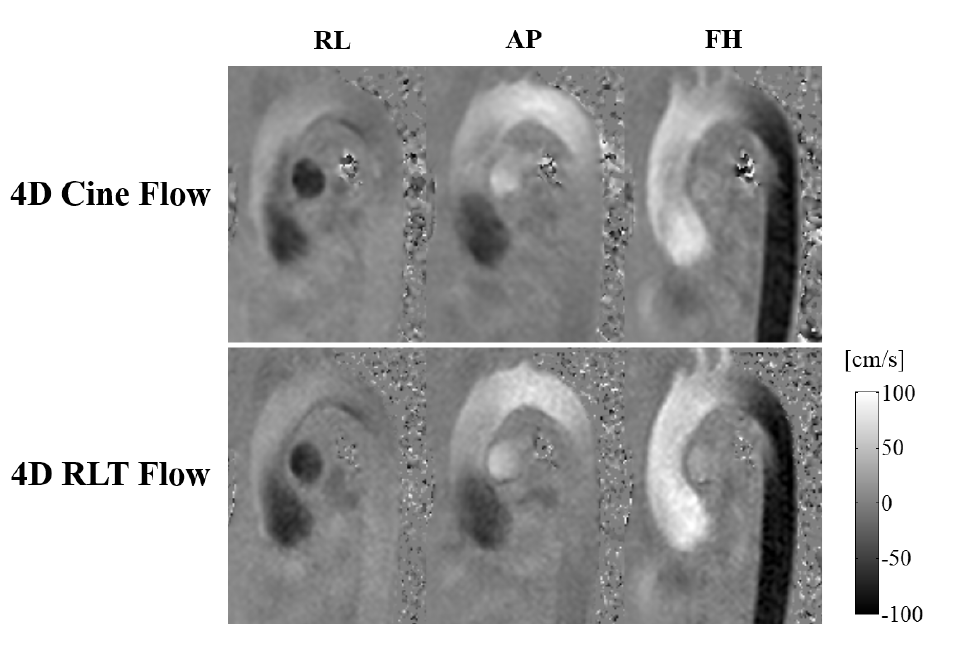 RL AP FH
4D Cine Flow
4D RLT Flow
[cm/s]
100
50
0
-50
-100